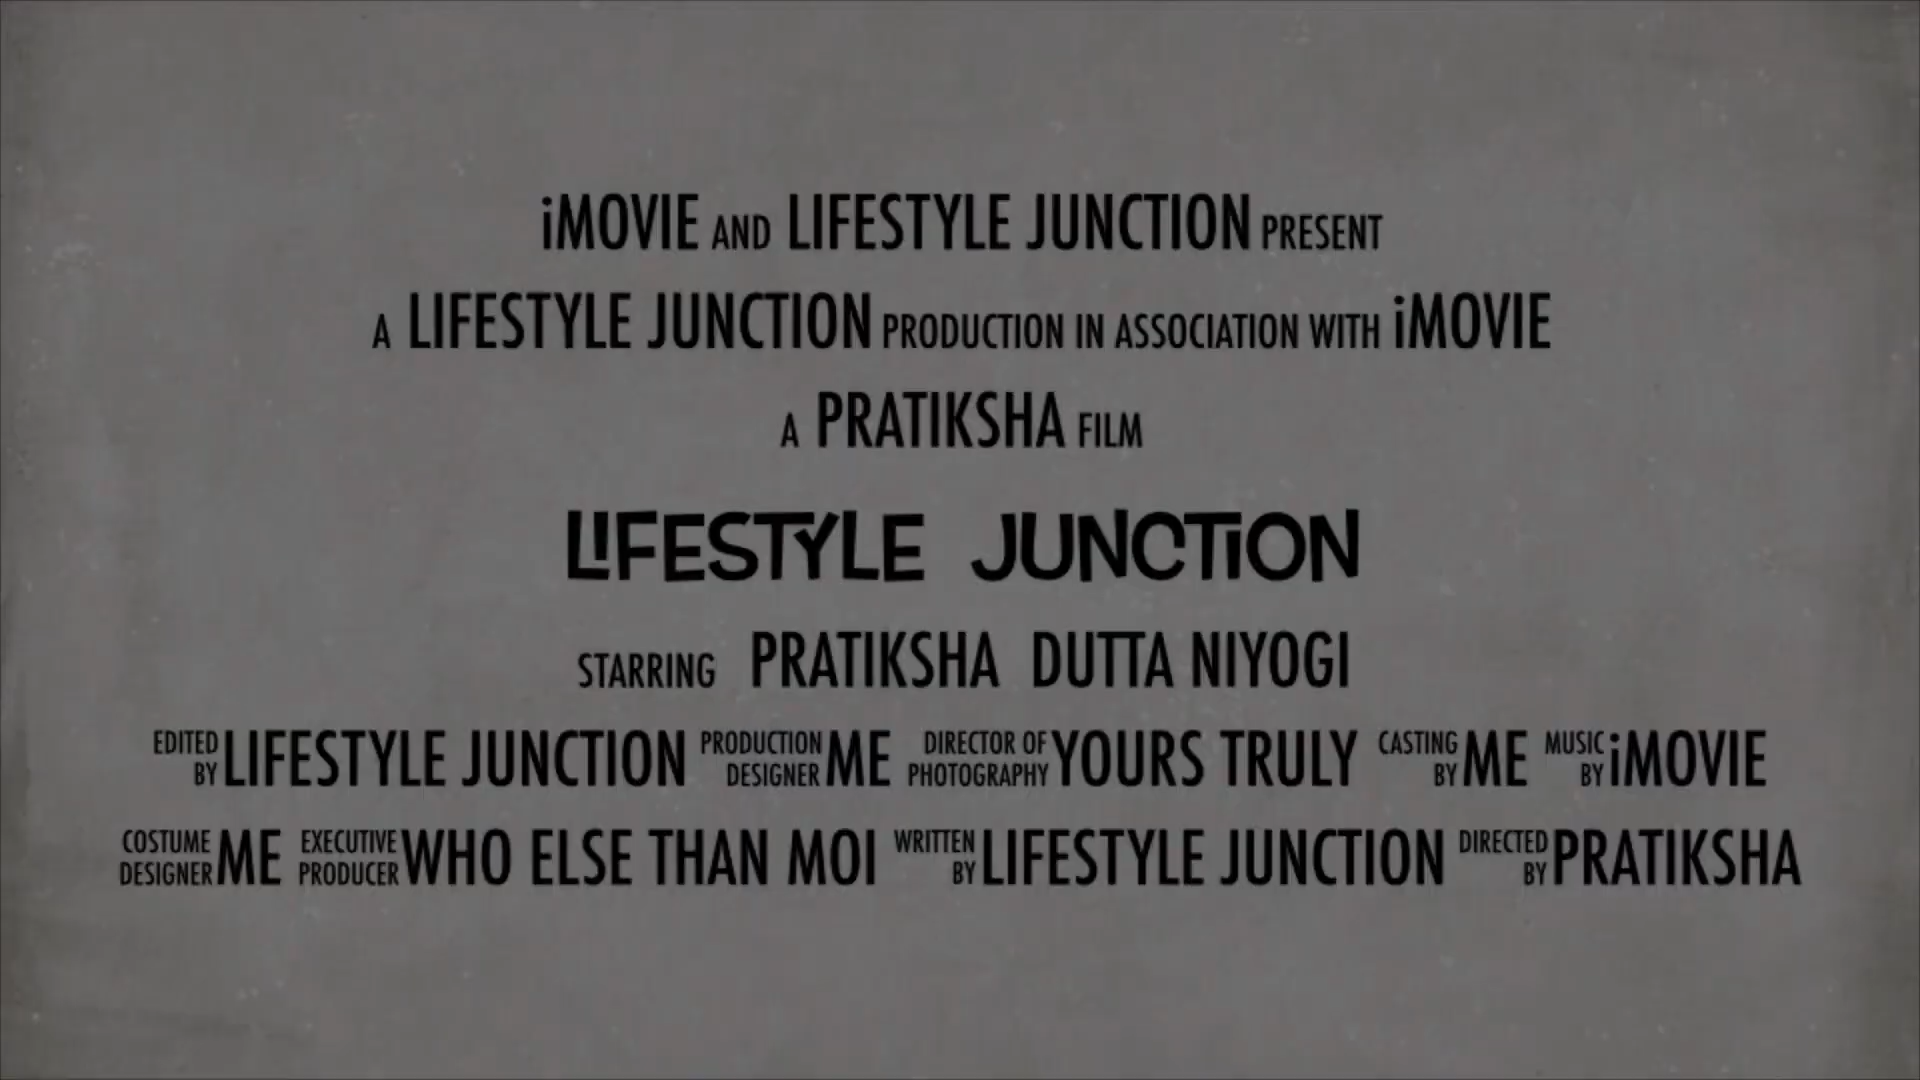 iMOVIE AND LIFESTYLE JUNCTION PRESENT
A LIFESTYLE JUNCTION PRODUCTION IN ASSOCIATION WITH iMOVIE
A PRATIKSHA FILM
LIFESTYLE JUNCTION
STARRING PRATIKSHA DUTTA NIYOGI
EDITED BY LIFESTYLE JUNCTION PRODUCTION DESIGNER ME DIRECTOR OF PHOTOGRAPHY YOURS TRULY CASTING BY ME MUSIC BY iMOVIE
COSTUME DESIGNER ME EXECUTIVE PRODUCER WHO ELSE THAN MOI WRITTEN BY LIFESTYLE JUNCTION DIRECTED BY PRATIKSHA